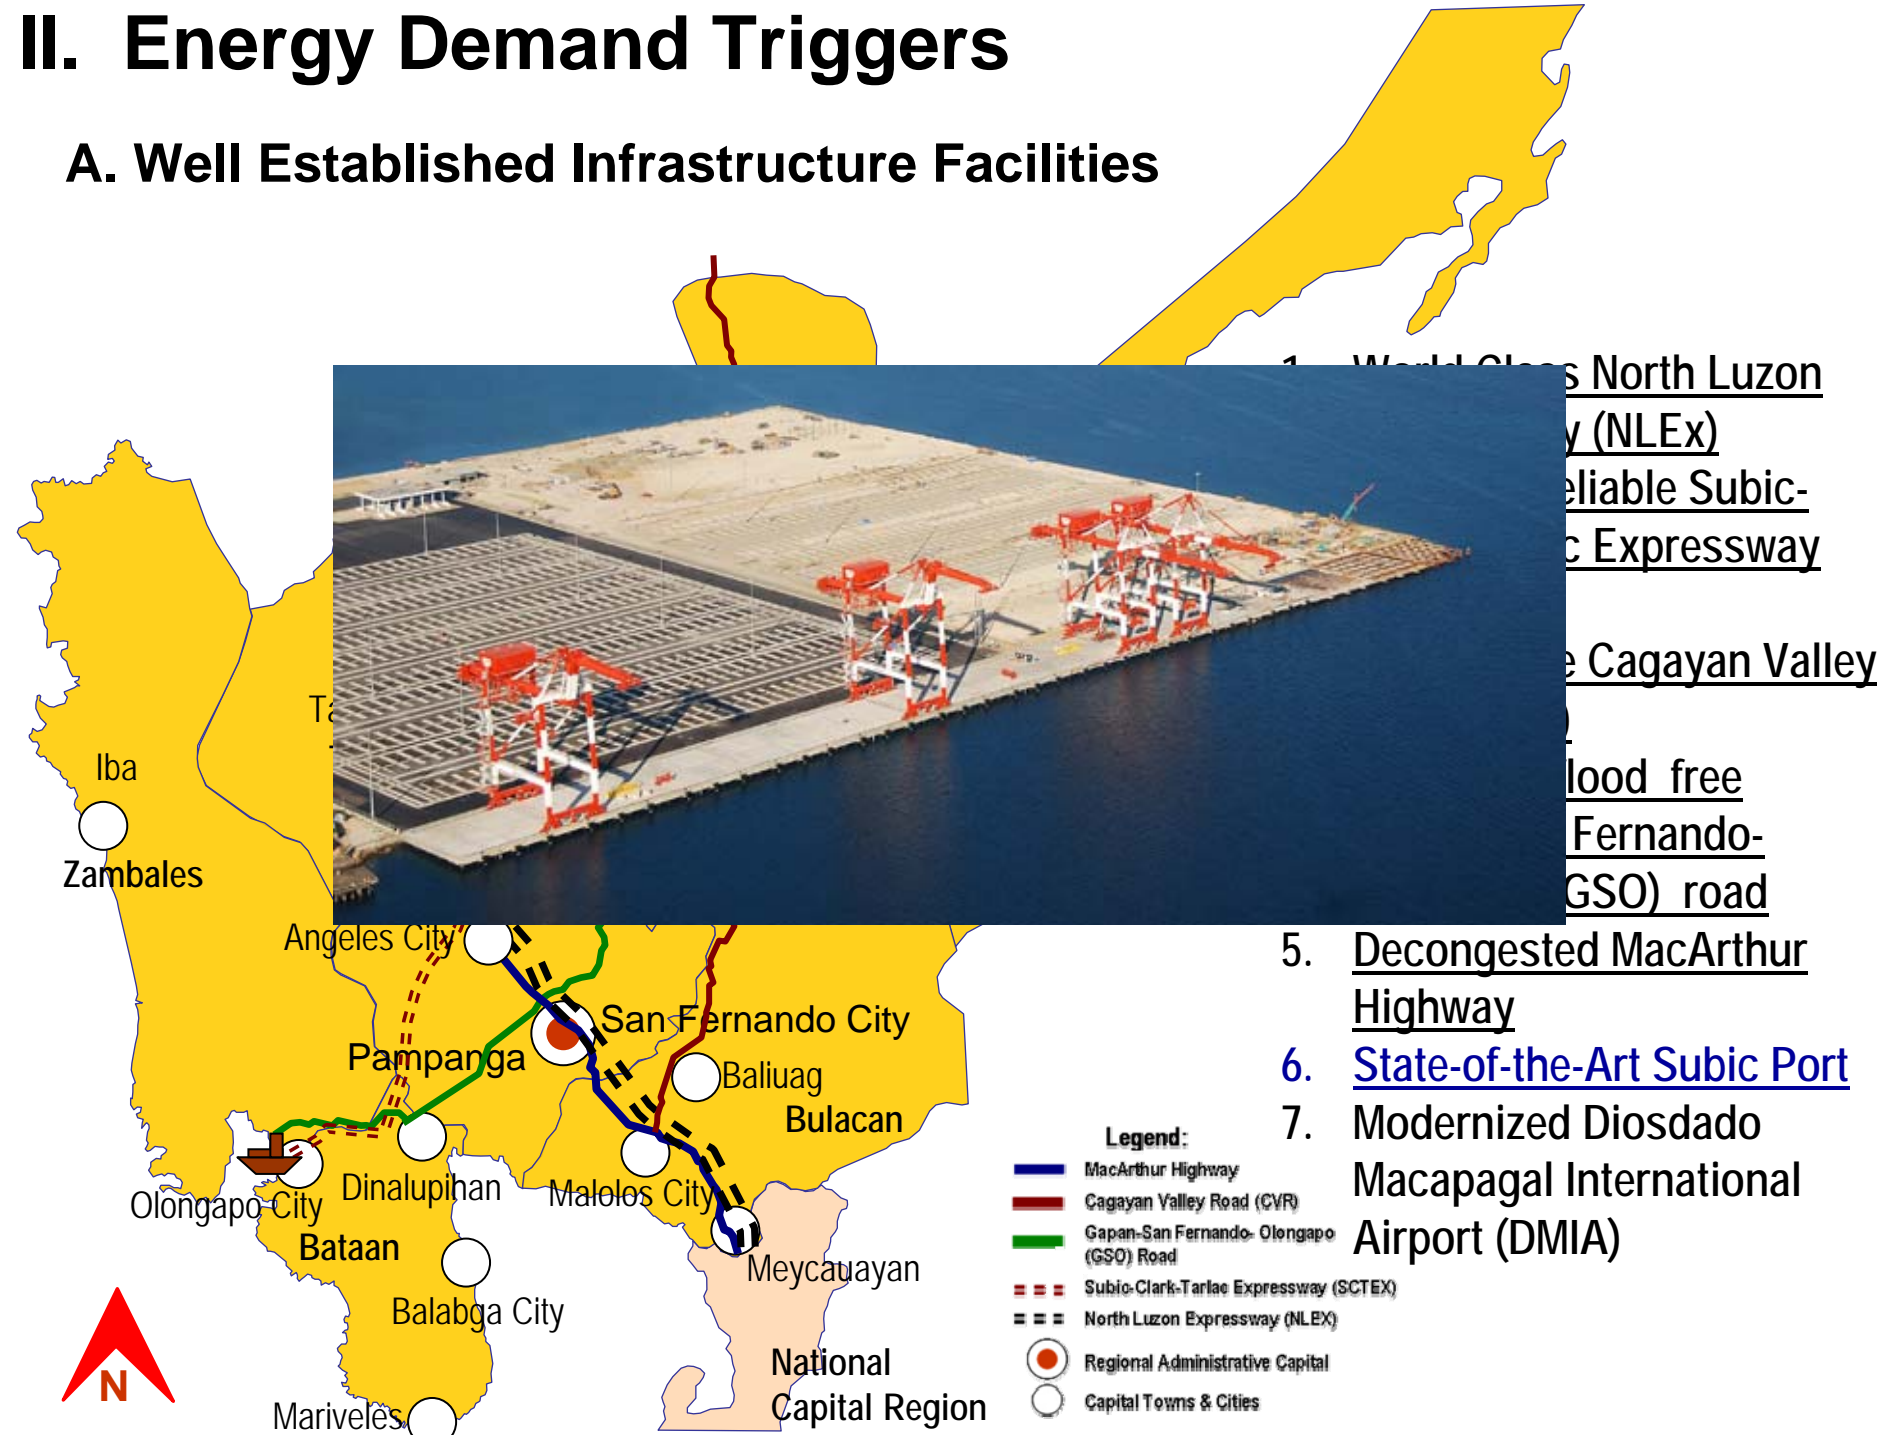 II. Energy Demand Triggers
A. Well Established Infrastructure Facilities
s North Luzon
(NLEx)
eliable Subic-
c Expressway
e Cagayan Valley
)
lood free
Fernando-
GSO) road
5. Decongested MacArthur
Highway
6. State-of-the-Art Subic Port
7. Modernized Diosdado
Macapagal International
Airport (DMIA)
Iba
Zambales
Angeles City
San Fernando City
Pampanga
Baliuag
Bulacan
Olongapo City
Dinalupihan
Malolos City
Bataan
Meycauayan
Balabga City
National
Capital Region
Mariveles
N
Legend:
MacArthur Highway
Cagayan Valley Road (CVR)
Gapan-San Fernando- Olongapo
(GSO) Road
Subic-Clark-Tarlac Expressway (SCTEX)
North Luzon Expressway (NLEX)
Regional Administrative Capital
Capital Towns & Cities